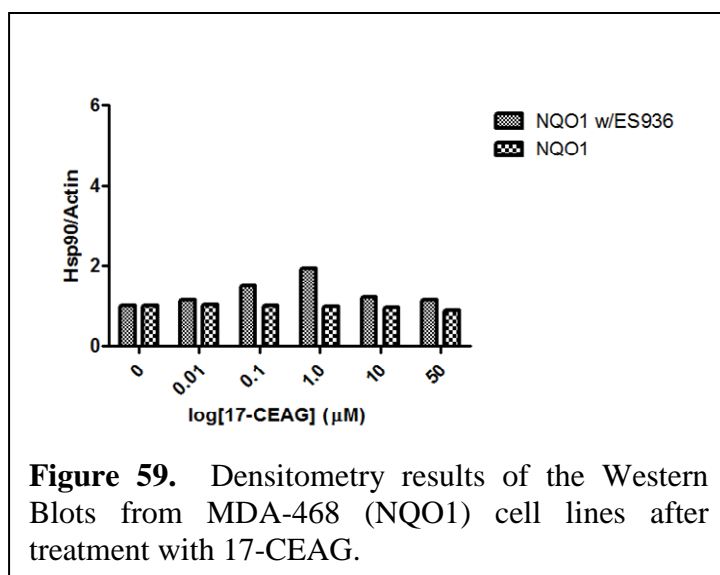 6
4
2
0
Hsp90/Actin
0
0.01
0.1
1.0
10
50
log[17-CEAG] (µM)
NQO1 w/ES936
NQO1
Figure 59. Densitometry results of the Western
Blots from MDA-468 (NQO1) cell lines after
treatment with 17-CEAG.